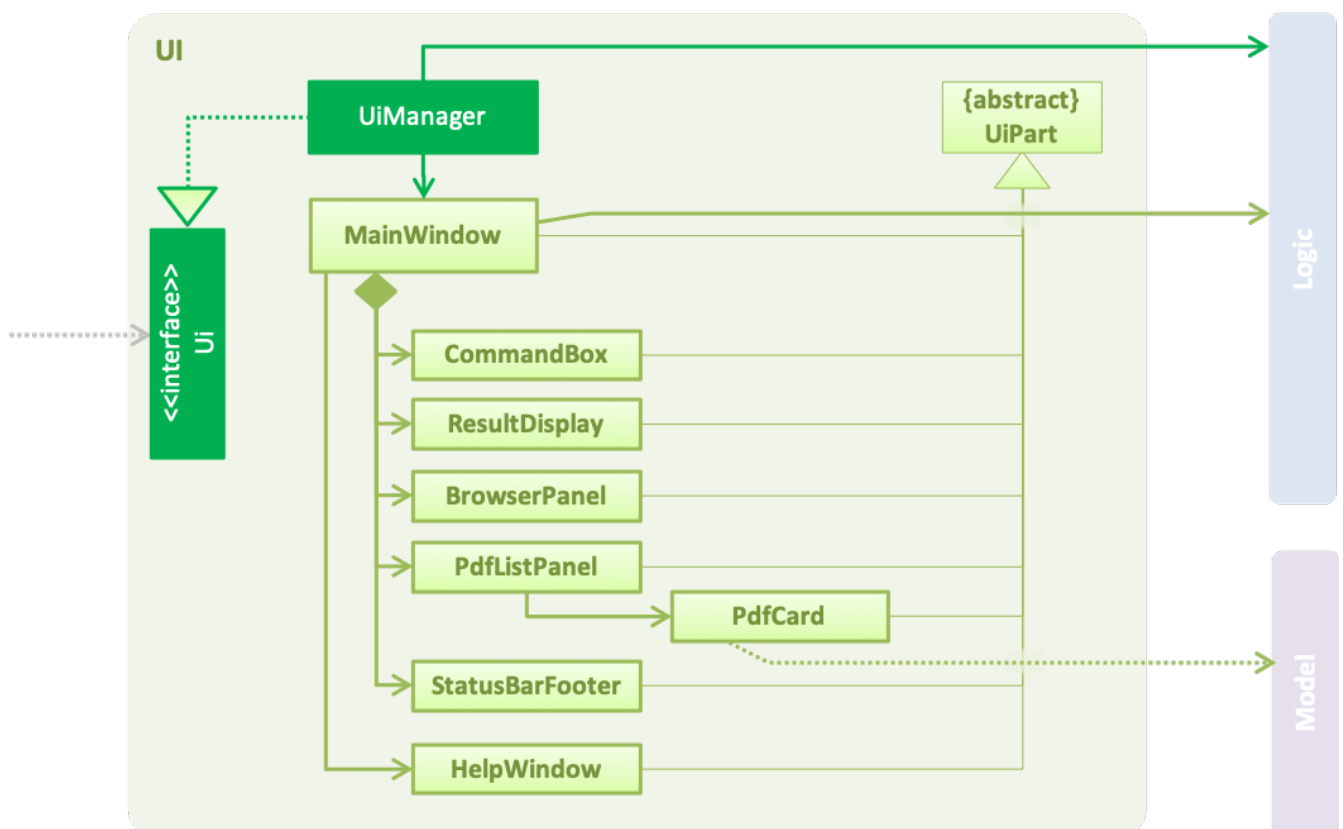 UI
UiManager
{abstract}
UiPart
MainWindow
<<interface>>
Ui
Logic
CommandBox
ResultDisplay
BrowserPanel
PdfListPanel
PdfCard
StatusBarFooter
Model
HelpWindow